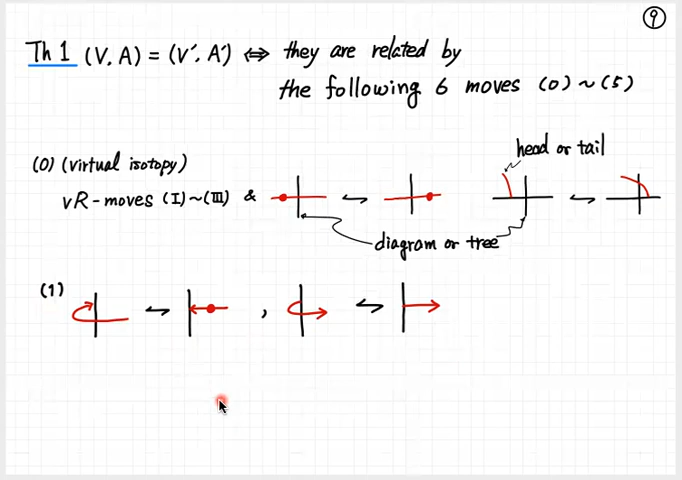 9
Th 1 (V, A) = (V', A') ⇔ they are related by
the following 6 moves (0) ~ (5)
head or tail
(0) (virtual isotopy)
vR-moves (I)~(III) &
diagram or tree
(1)
,